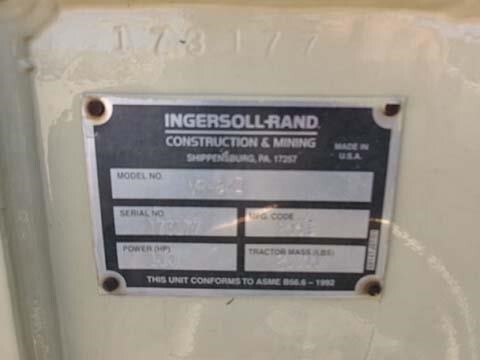 173177
INGERSOLL-RAND
CONSTRUCTION & MINING
SHIPPENSBURG, PA. 17257
MADE IN
U.S.A.
MODEL NO.
SERIAL NO. MFG. CODE
173177
POWER (HP) TRACTOR MASS (LBS)
THIS UNIT CONFORMS TO ASME B56.6 – 1992